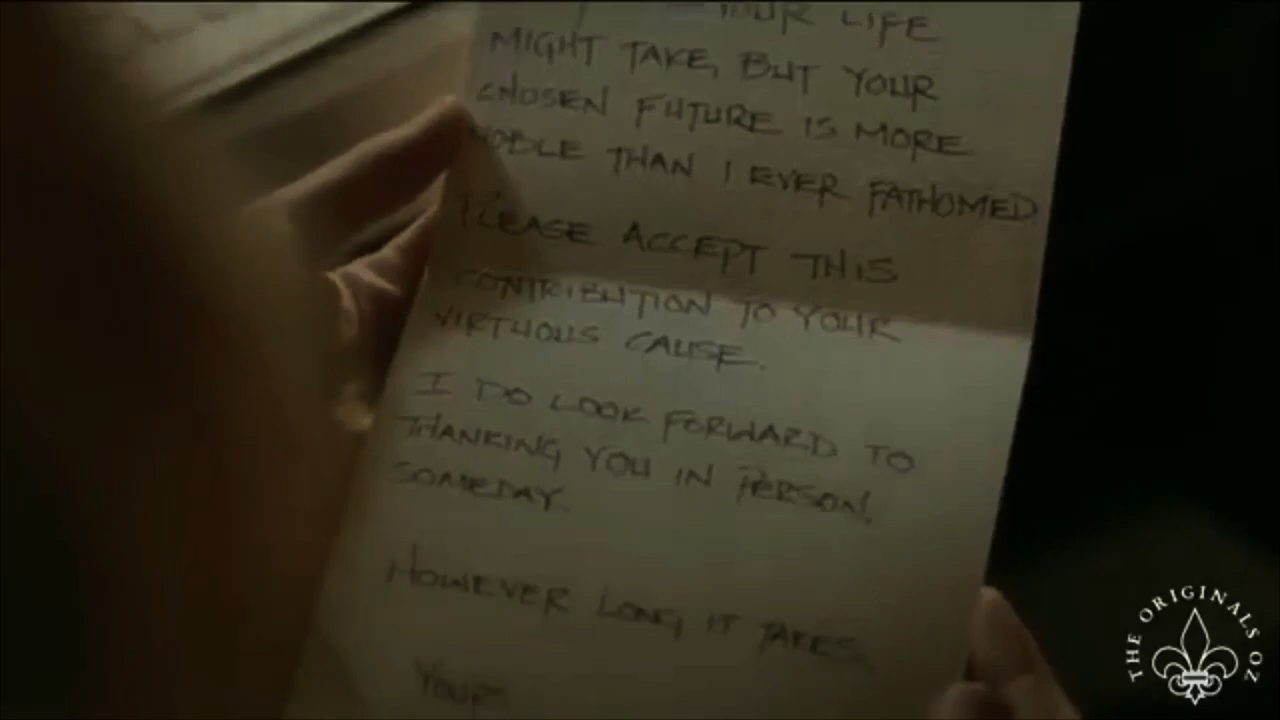 YOUR LIFE
MIGHT TAKE, BUT YOUR
CHOSEN FUTURE IS MORE
NOBLE THAN I EVER FATHOMED
PLEASE ACCEPT THIS
CONTRIBUTION TO YOUR
VIRTUOUS CAUSE.
I DO LOOK FORWARD TO
THANKING YOU IN PERSON,
SOMEDAY.
HOWEVER LONG IT TAKES
THE ORIGINALS OZ